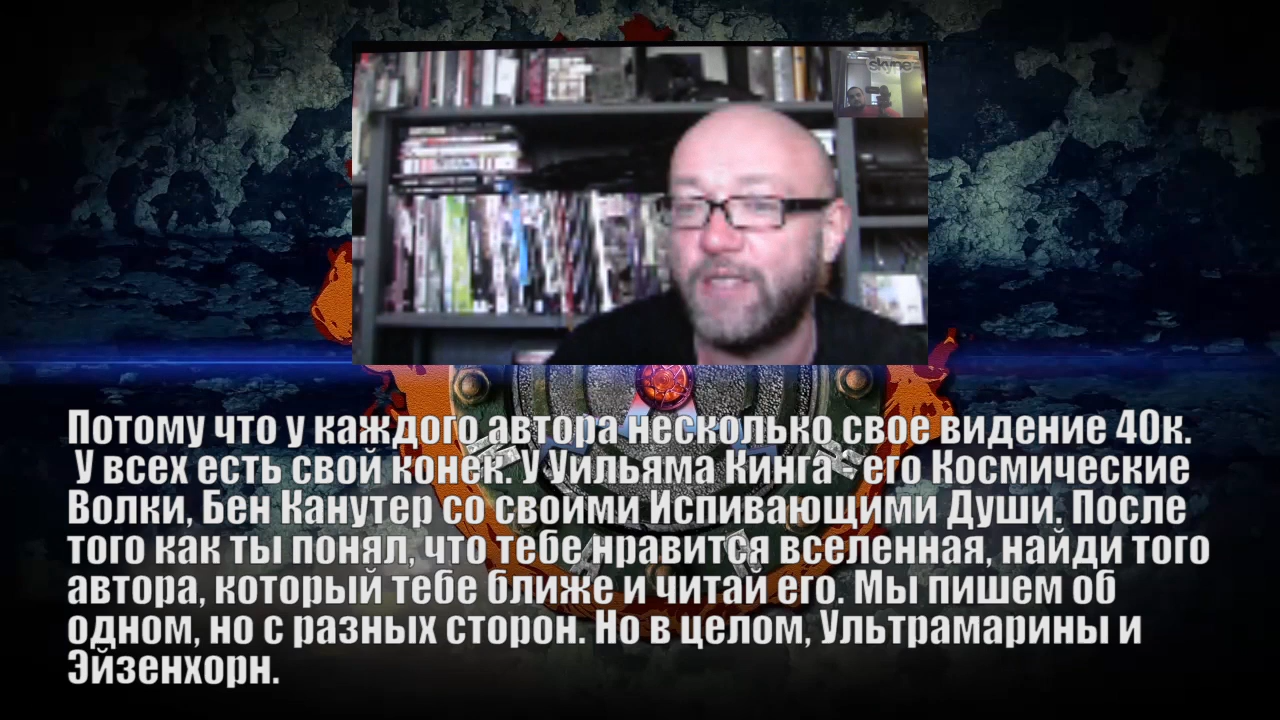 skype
Потому что у каждого автора несколько свое видение 40к.
У всех есть свой конек. У Уильяма Кинга - его Космические
Волки, Бен Канутер со своими Испивающими Души. После
того как ты понял, что тебе нравится вселенная, найди того
автора, который тебе ближе и читай его. Мы пишем об
одном, но с разных сторон. Но в целом, Ультрамарины и
Эйзенхорн.